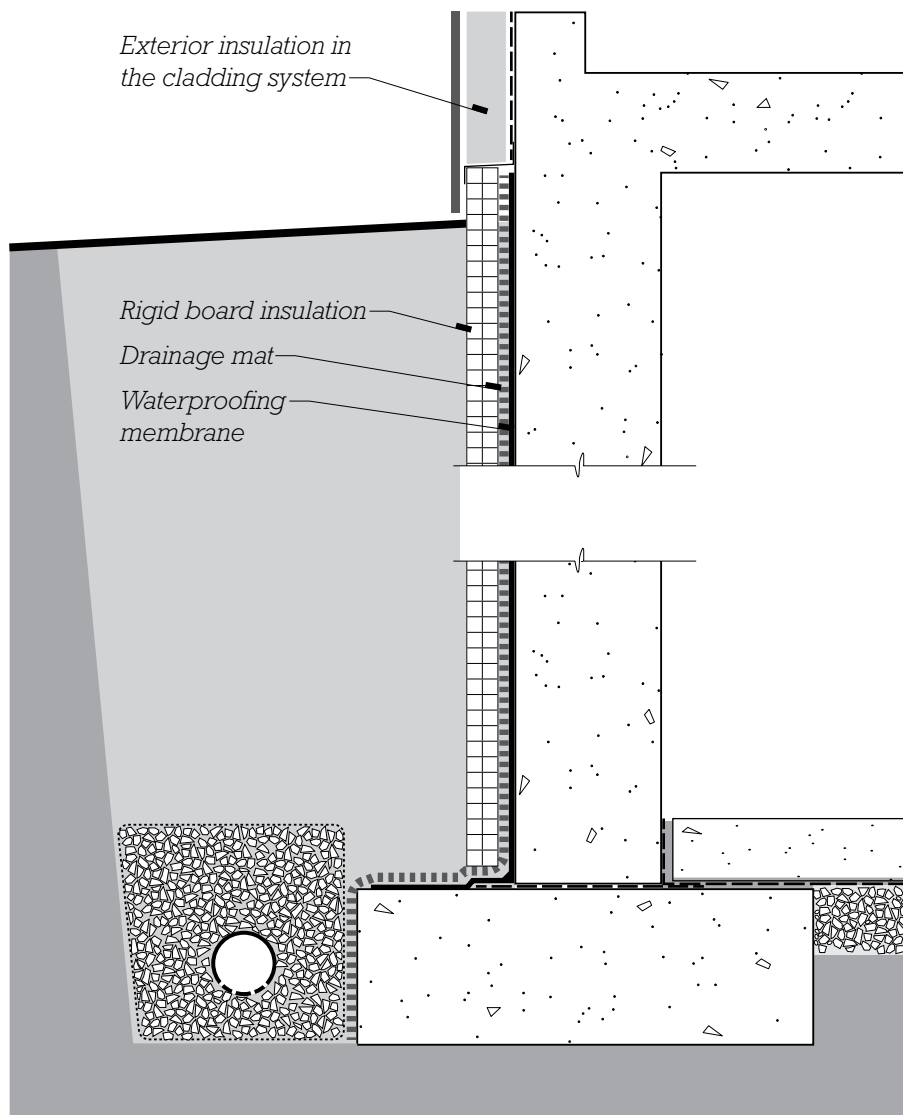 Exterior insulation in
the cladding system
Rigid board insulation
Drainage mat
Waterproofing
membrane